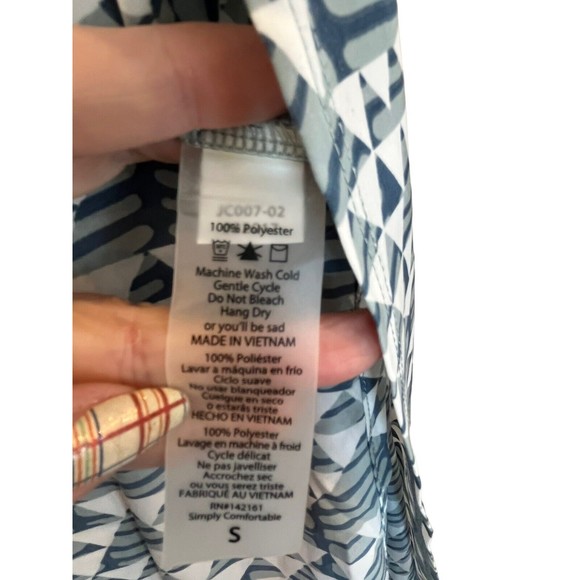 JC007-02
100% Polyester
Machine Wash Cold
Gentle Cycle
Do Not Bleach
Hang Dry
or you'll be sad
MADE IN VIETNAM
100% Poliéster
Lavar a máquina en frío
Ciclo suave
No usar blanqueador
Cuelgue en seco
o estarás triste
HECHO EN VIETNAM
100% Polyester
Lavage en machine à froid
Cycle délicat
Ne pas javelliser
Accrochez sec
ou vous serez triste
FABRIQUÉ AU VIETNAM
RN#142161
Simply Comfortable
S